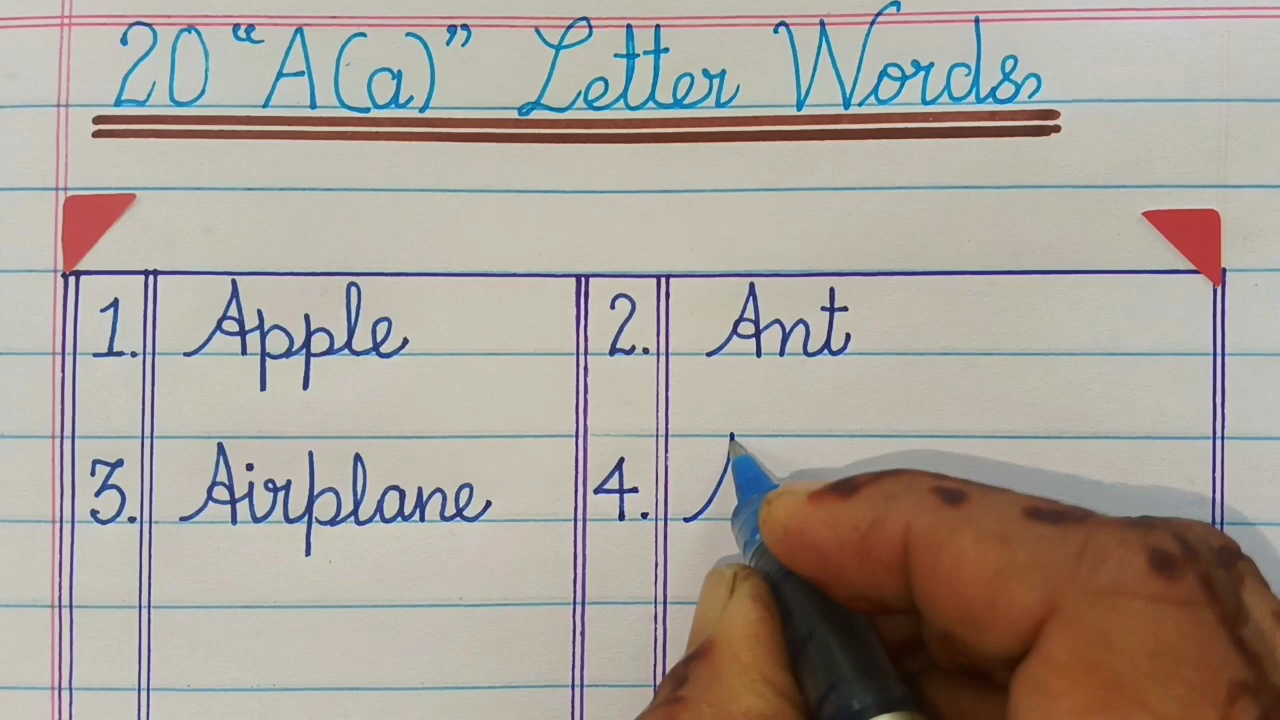 20 “A(a)” Letter Words
1. Apple 2. Ant
3. Airplane 4.